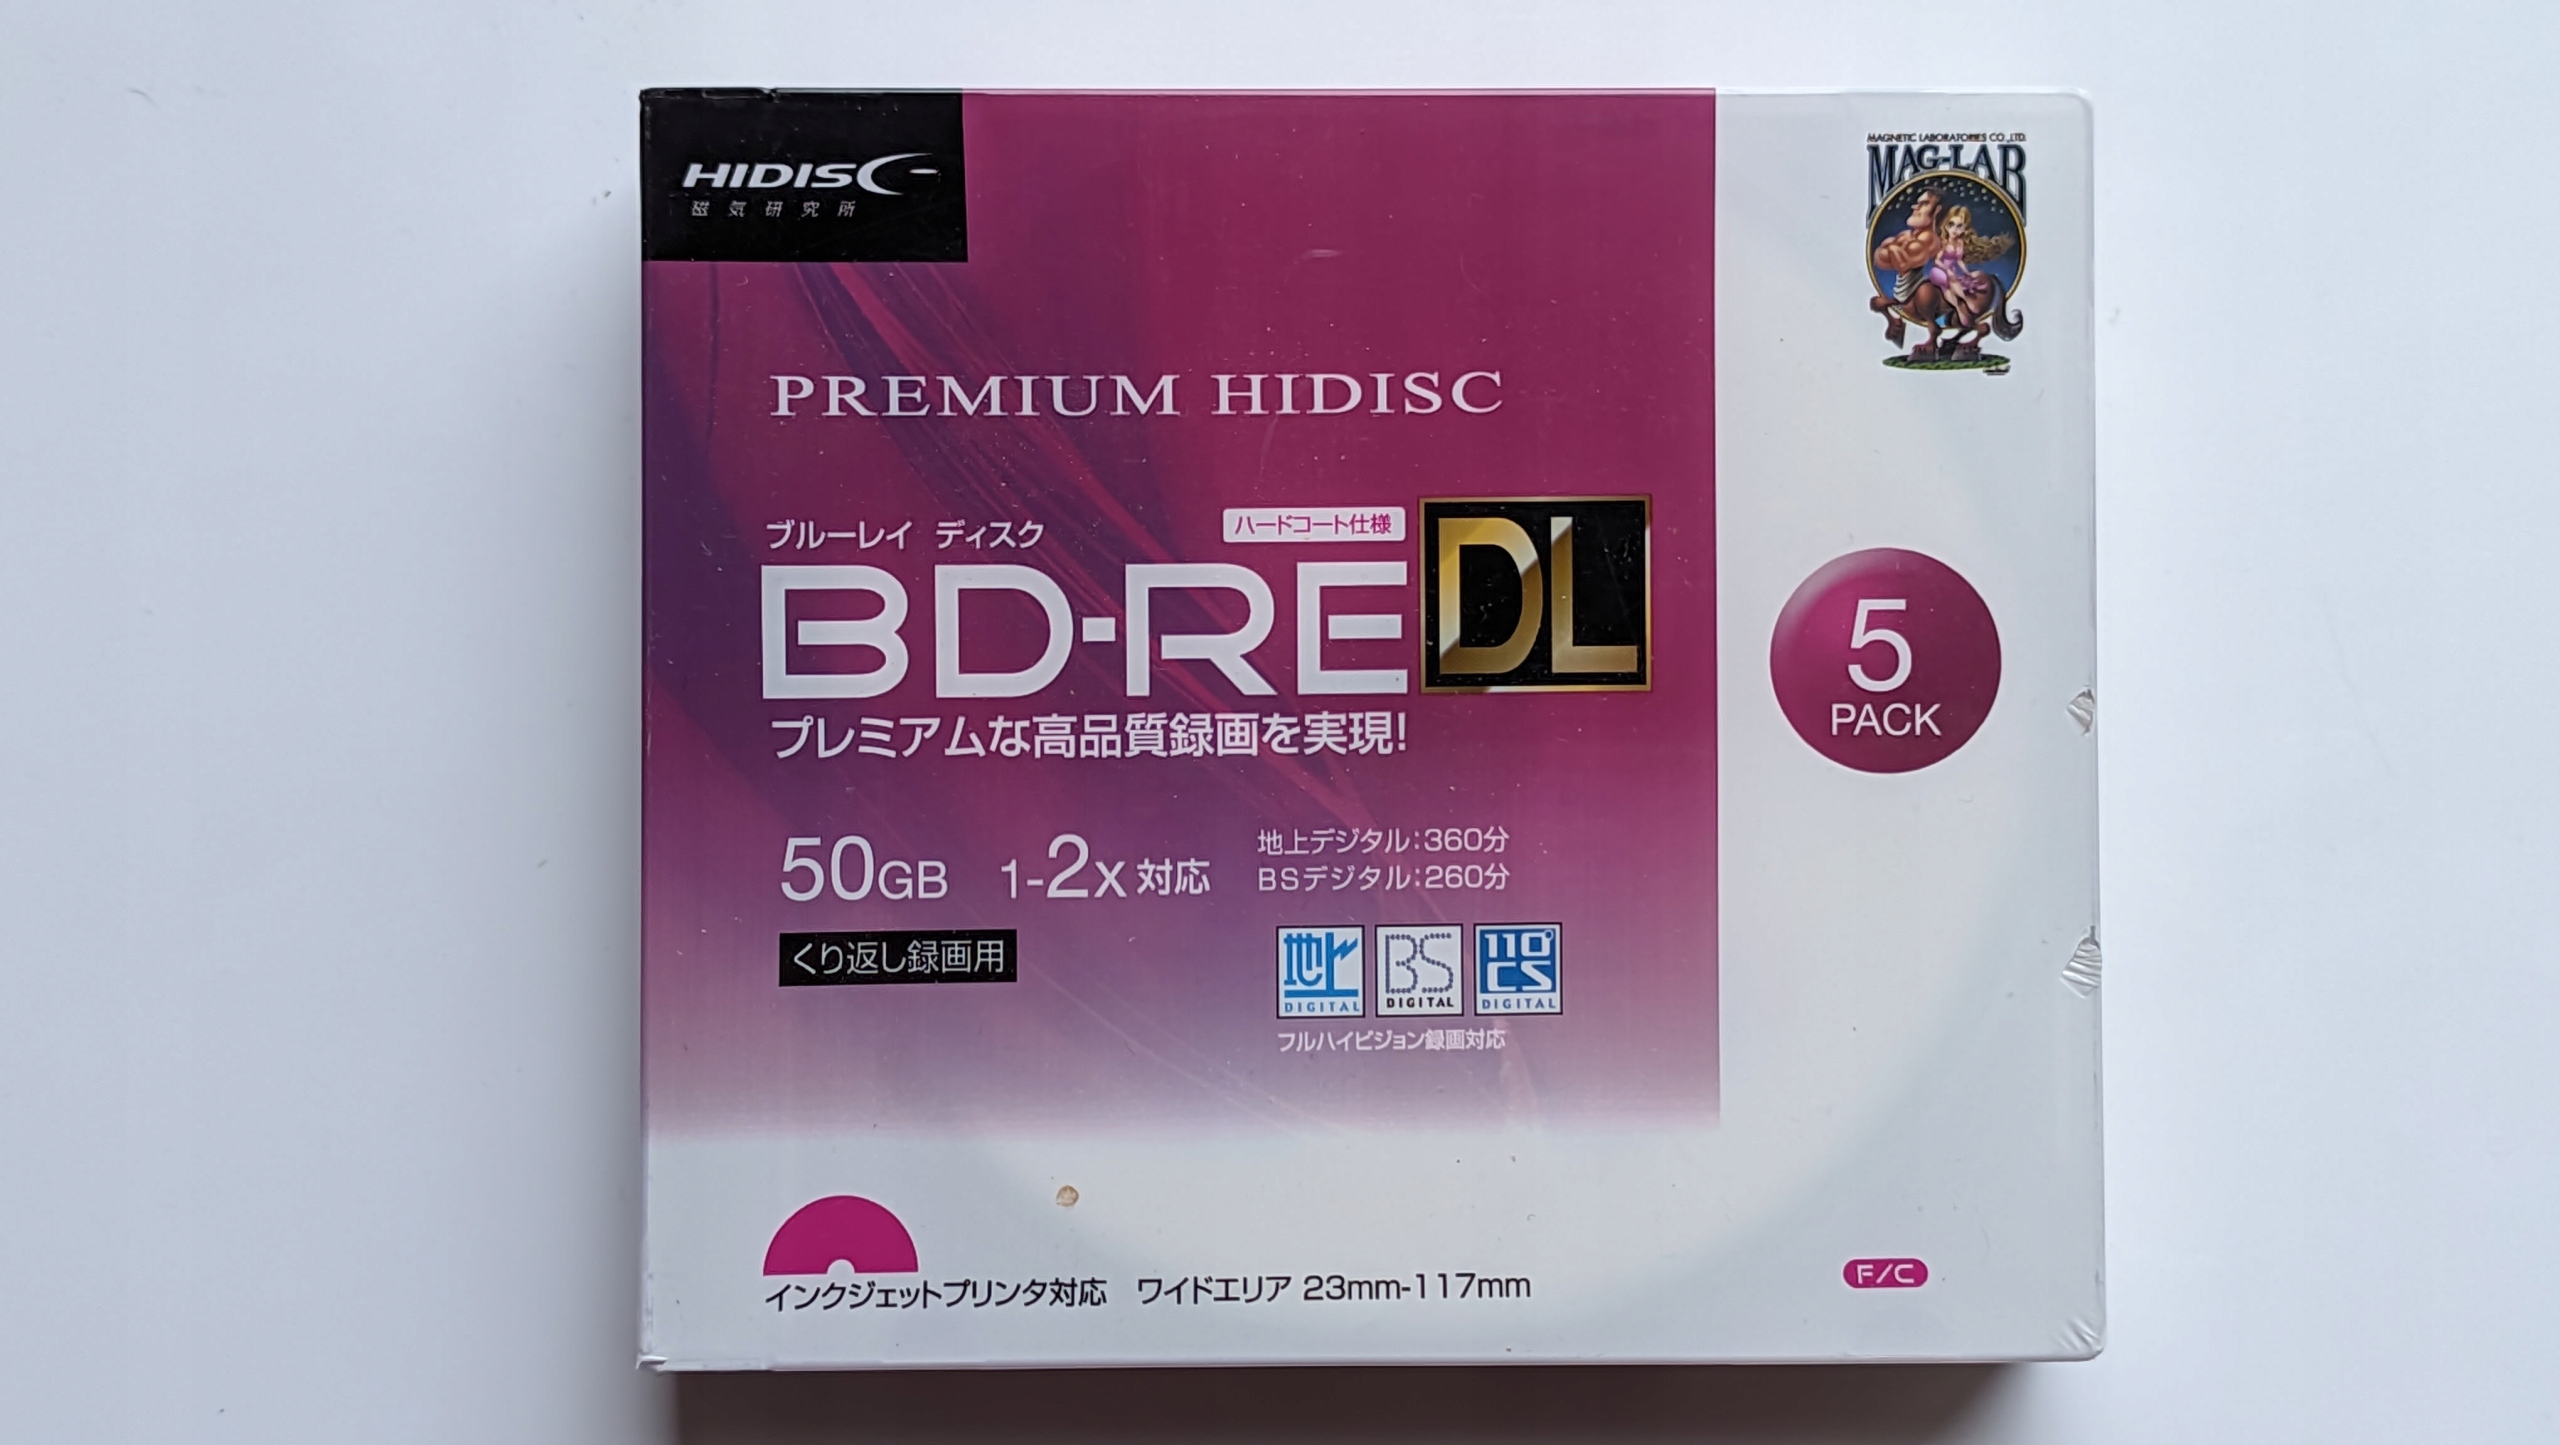 HIDISC
磁気研究所
MAGNETIC LABORATORIES CO.,LTD.
MAG-LAB
PREMIUM HIDISC
ブルーレイ ディスク
ハードコート仕様
BD-RE DL
プレミアムな高品質録画を実現!
5
PACK
50GB 1-2x対応
地上デジタル:360分
BSデジタル:260分
くり返し録画用
地上 DIGITAL
BS DIGITAL
110° CS DIGITAL
フルハイビジョン録画対応
インクジェットプリンタ対応 ワイドエリア 23mm-117mm
F/C